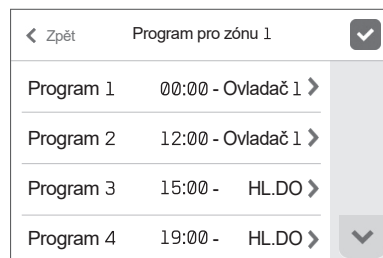 Zpět Program pro zónu 1
Program 1 00:00 - Ovladač 1
Program 2 12:00 - Ovladač 1
Program 3 15:00 - HL.DO
Program 4 19:00 - HL.DO